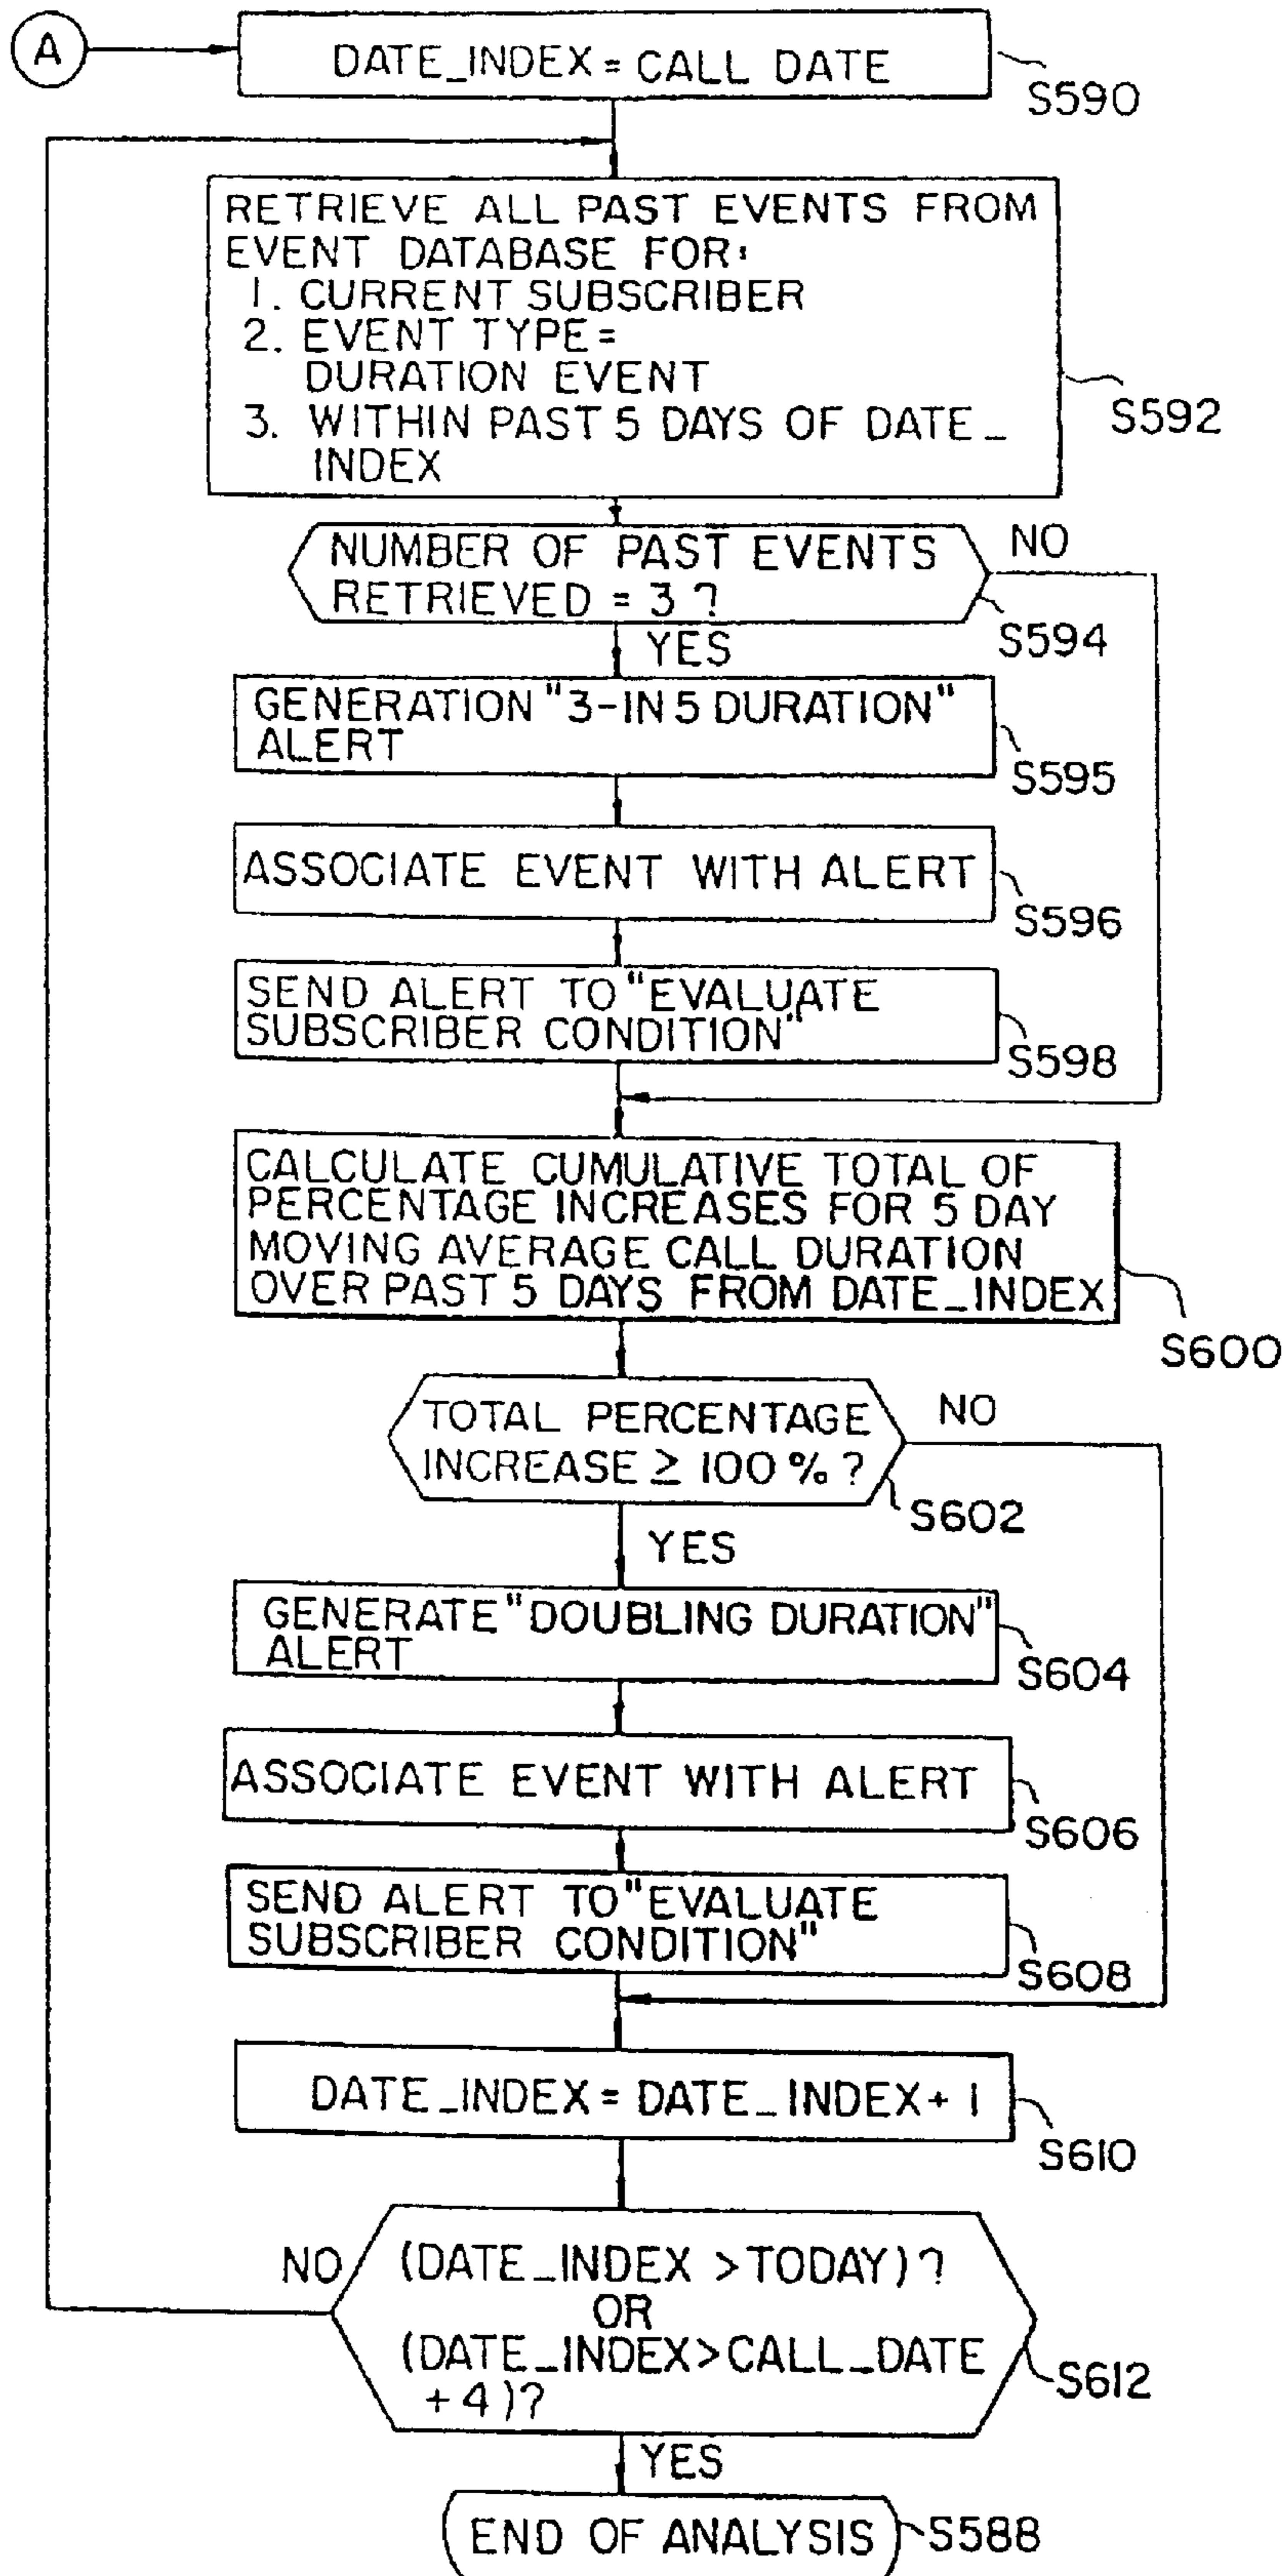 A
DATE_INDEX = CALL DATE
S590
RETRIEVE ALL PAST EVENTS FROM
EVENT DATABASE FOR:
1. CURRENT SUBSCRIBER
2. EVENT TYPE =
DURATION EVENT
3. WITHIN PAST 5 DAYS OF DATE_
INDEX
S592
NUMBER OF PAST EVENTS
RETRIEVED = 3 ?
NO
S594
YES
GENERATION "3-IN 5 DURATION"
ALERT
S595
ASSOCIATE EVENT WITH ALERT
S596
SEND ALERT TO "EVALUATE
SUBSCRIBER CONDITION"
S598
CALCULATE CUMULATIVE TOTAL OF
PERCENTAGE INCREASES FOR 5 DAY
MOVING AVERAGE CALL DURATION
OVER PAST 5 DAYS FROM DATE_INDEX
S600
TOTAL PERCENTAGE
INCREASE ≥ 100 % ?
NO
S602
YES
GENERATE "DOUBLING DURATION"
ALERT
S604
ASSOCIATE EVENT WITH ALERT
S606
SEND ALERT TO "EVALUATE
SUBSCRIBER CONDITION"
S608
DATE_INDEX = DATE_INDEX + 1
S610
NO
(DATE_INDEX > TODAY) ?
OR
(DATE_INDEX > CALL_DATE
+ 4 ) ?
S612
YES
END OF ANALYSIS
S588